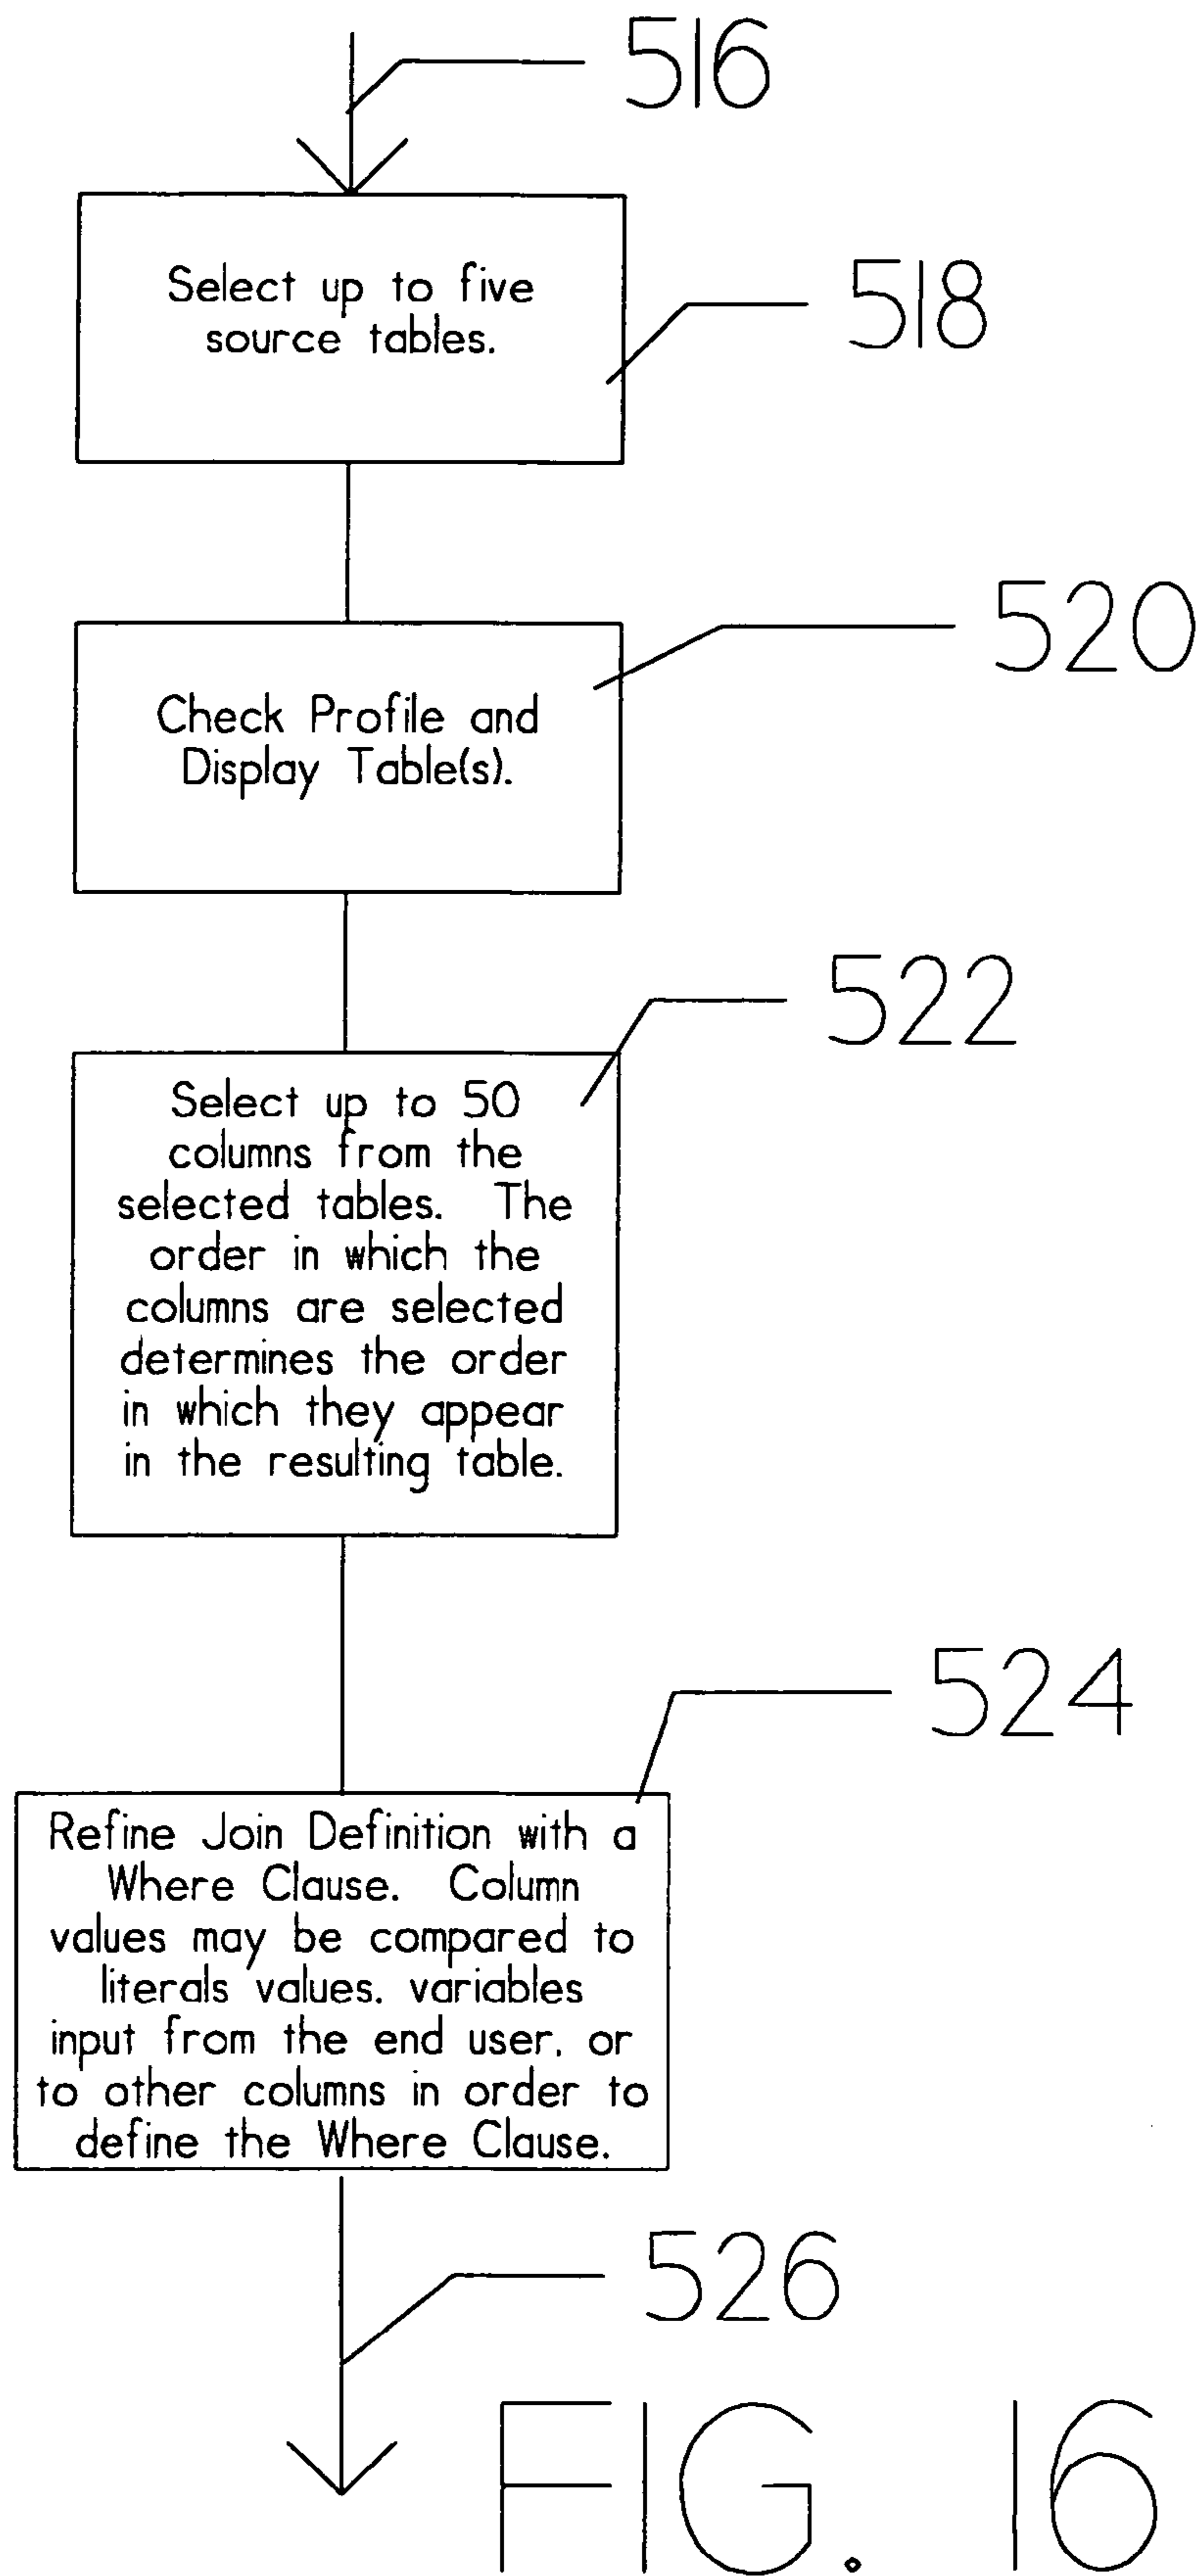 516
Select up to five
source tables.
518
520
Check Profile and
Display Table(s).
522
Select up to 50
columns from the
selected tables. The
order in which the
columns are selected
determines the order
in which they appear
in the resulting table.
524
Refine Join Definition with a
Where Clause. Column
values may be compared to
literals values. variables
input from the end user. or
to other columns in order to
define the Where Clause.
526
FIG. 16